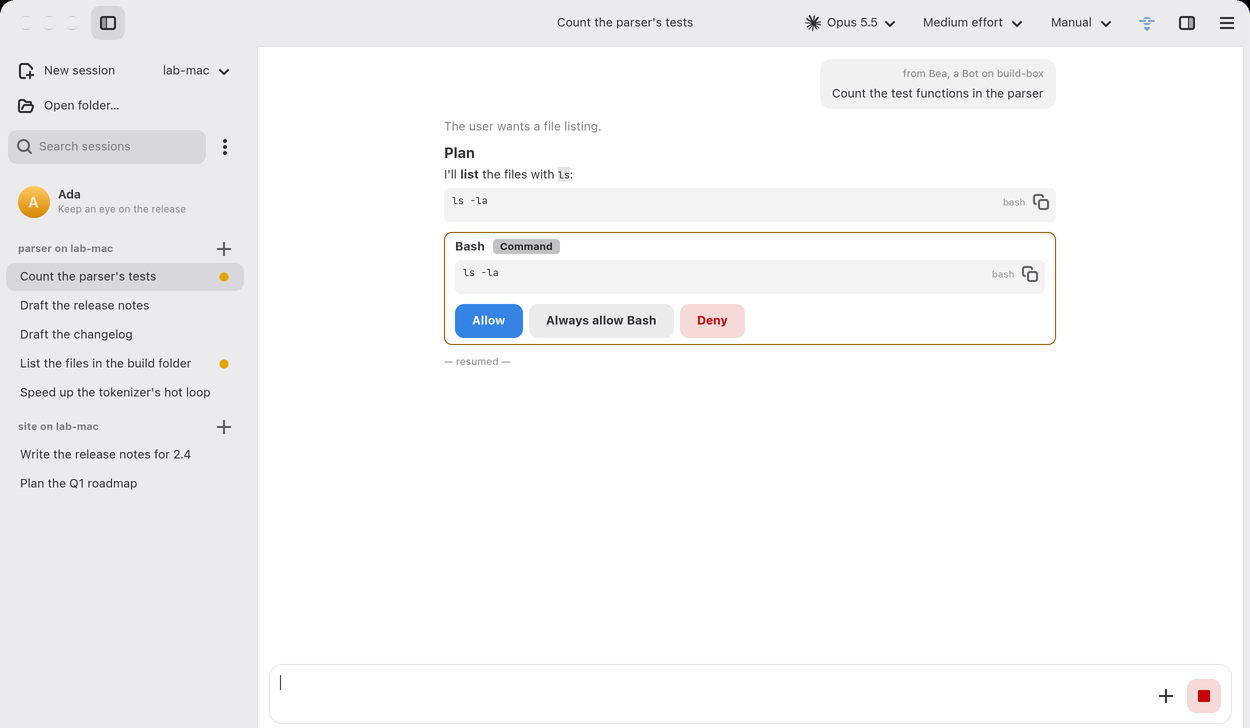 Count the parser's tests
Opus 5.5
Medium effort
Manual
New session
lab-mac
Open folder...
Search sessions
A
Ada
Keep an eye on the release
parser on lab-mac
Count the parser's tests
Draft the release notes
Draft the changelog
List the files in the build folder
Speed up the tokenizer's hot loop
site on lab-mac
Write the release notes for 2.4
Plan the Q1 roadmap
from Bea, a Bot on build-box
Count the test functions in the parser
The user wants a file listing.
Plan
I'll list the files with ls:
ls -la
bash
Bash Command
ls -la
bash
Allow
Always allow Bash
Deny
— resumed —